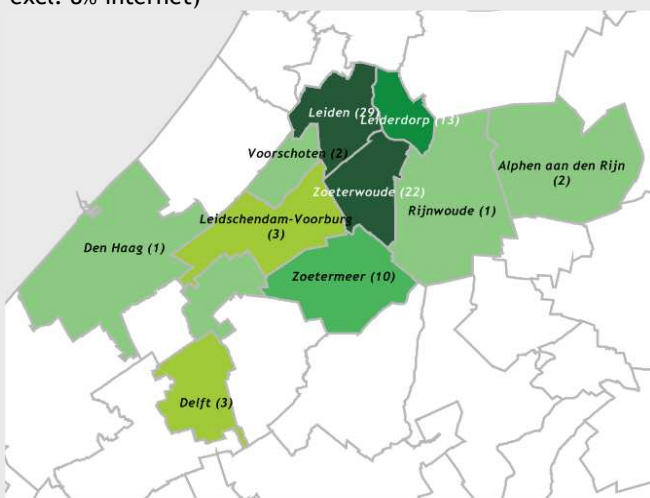 excl. 6% internet)
Leiden (29)
Leiderdorp (13)
Voorschoten (2)
Alphen aan den Rijn
(2)
Zoeterwoude (22)
Leidschendam-Voorburg
(3)
Rijnwoude (1)
Den Haag (1)
Zoetermeer (10)
Delft (3)